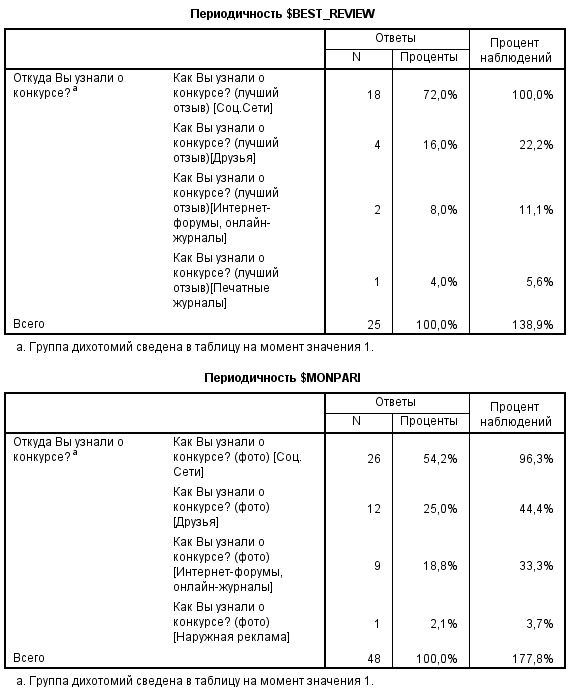 Периодичность $BEST_REVIEW
Ответы
Процент наблюдений
N
Проценты
Откуда Вы узнали о конкурсе? a
Как Вы узнали о
конкурсе? (лучший
отзыв) [Соц.Сети]
18 72,0% 100,0%
Как Вы узнали о
конкурсе? (лучший
отзыв)[Друзья]
4 16,0% 22,2%
Как Вы узнали о
конкурсе? (лучший
отзыв)[Интернет-
форумы, онлайн-
журналы]
2 8,0% 11,1%
Как Вы узнали о
конкурсе? (лучший
отзыв)[Печатные
журналы]
1 4,0% 5,6%
Всего 25 100,0% 138,9%
a. Группа дихотомий сведена в таблицу на момент значения 1.
Периодичность $MONPARI
Ответы
Процент наблюдений
N
Проценты
Откуда Вы узнали о конкурсе? a
Как Вы узнали о
конкурсе? (фото) [Соц.
Сети]
26 54,2% 96,3%
Как Вы узнали о
конкурсе? (фото)
[Друзья]
12 25,0% 44,4%
Как Вы узнали о
конкурсе? (фото)
[Интернет-форумы,
онлайн-журналы]
9 18,8% 33,3%
Как Вы узнали о
конкурсе? (фото)
[Наружная реклама]
1 2,1% 3,7%
Всего 48 100,0% 177,8%
a. Группа дихотомий сведена в таблицу на момент значения 1.